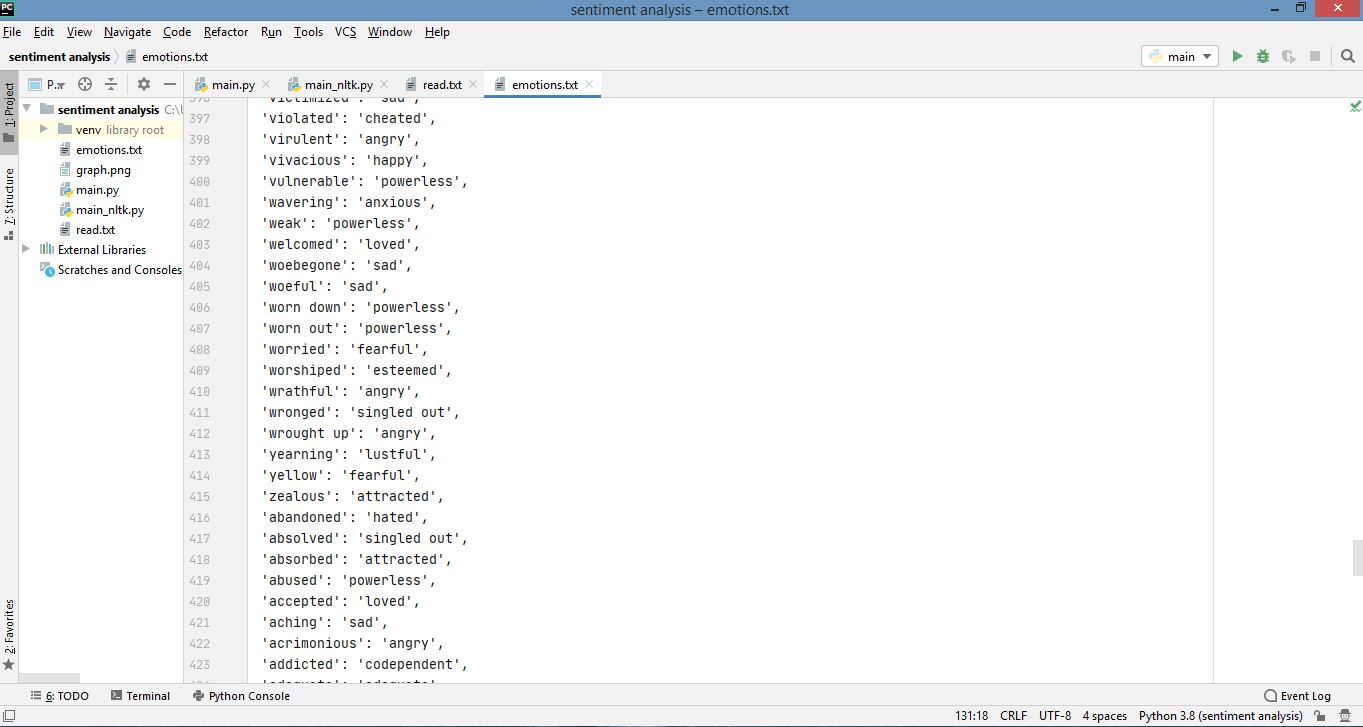 PC
sentiment analysis – emotions.txt
File Edit View Navigate Code Refactor Run Tools VCS Window Help
sentiment analysis emotions.txt
main
1: Project
7: Structure
2: Favorites
P..
main.py main_nltk.py read.txt emotions.txt
sentiment analysis C:\
venv library root
emotions.txt
graph.png
main.py
main_nltk.py
read.txt
External Libraries
Scratches and Consoles
396 'victimized': 'sad',
397 'violated': 'cheated',
398 'virulent': 'angry',
399 'vivacious': 'happy',
400 'vulnerable': 'powerless',
401 'wavering': 'anxious',
402 'weak': 'powerless',
403 'welcomed': 'loved',
404 'woebegone': 'sad',
405 'woeful': 'sad',
406 'worn down': 'powerless',
407 'worn out': 'powerless',
408 'worried': 'fearful',
409 'worshiped': 'esteemed',
410 'wrathful': 'angry',
411 'wronged': 'singled out',
412 'wrought up': 'angry',
413 'yearning': 'lustful',
414 'yellow': 'fearful',
415 'zealous': 'attracted',
416 'abandoned': 'hated',
417 'absolved': 'singled out',
418 'absorbed': 'attracted',
419 'abused': 'powerless',
420 'accepted': 'loved',
421 'aching': 'sad',
422 'acrimonious': 'angry',
423 'addicted': 'codependent',
6: TODO Terminal Python Console Event Log
131:18 CRLF UTF-8 4 spaces Python 3.8 (sentiment analysis)